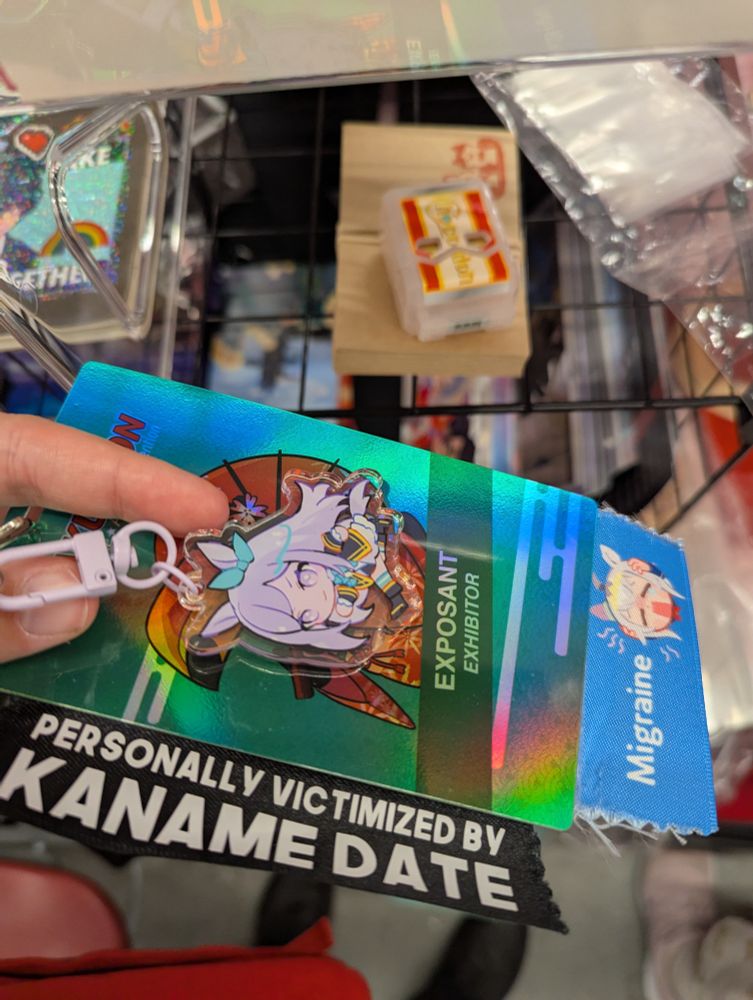 EXPOSANT
EXHIBITOR
Migraine
PERSONALLY VICTIMIZED BY
KANAME DATE